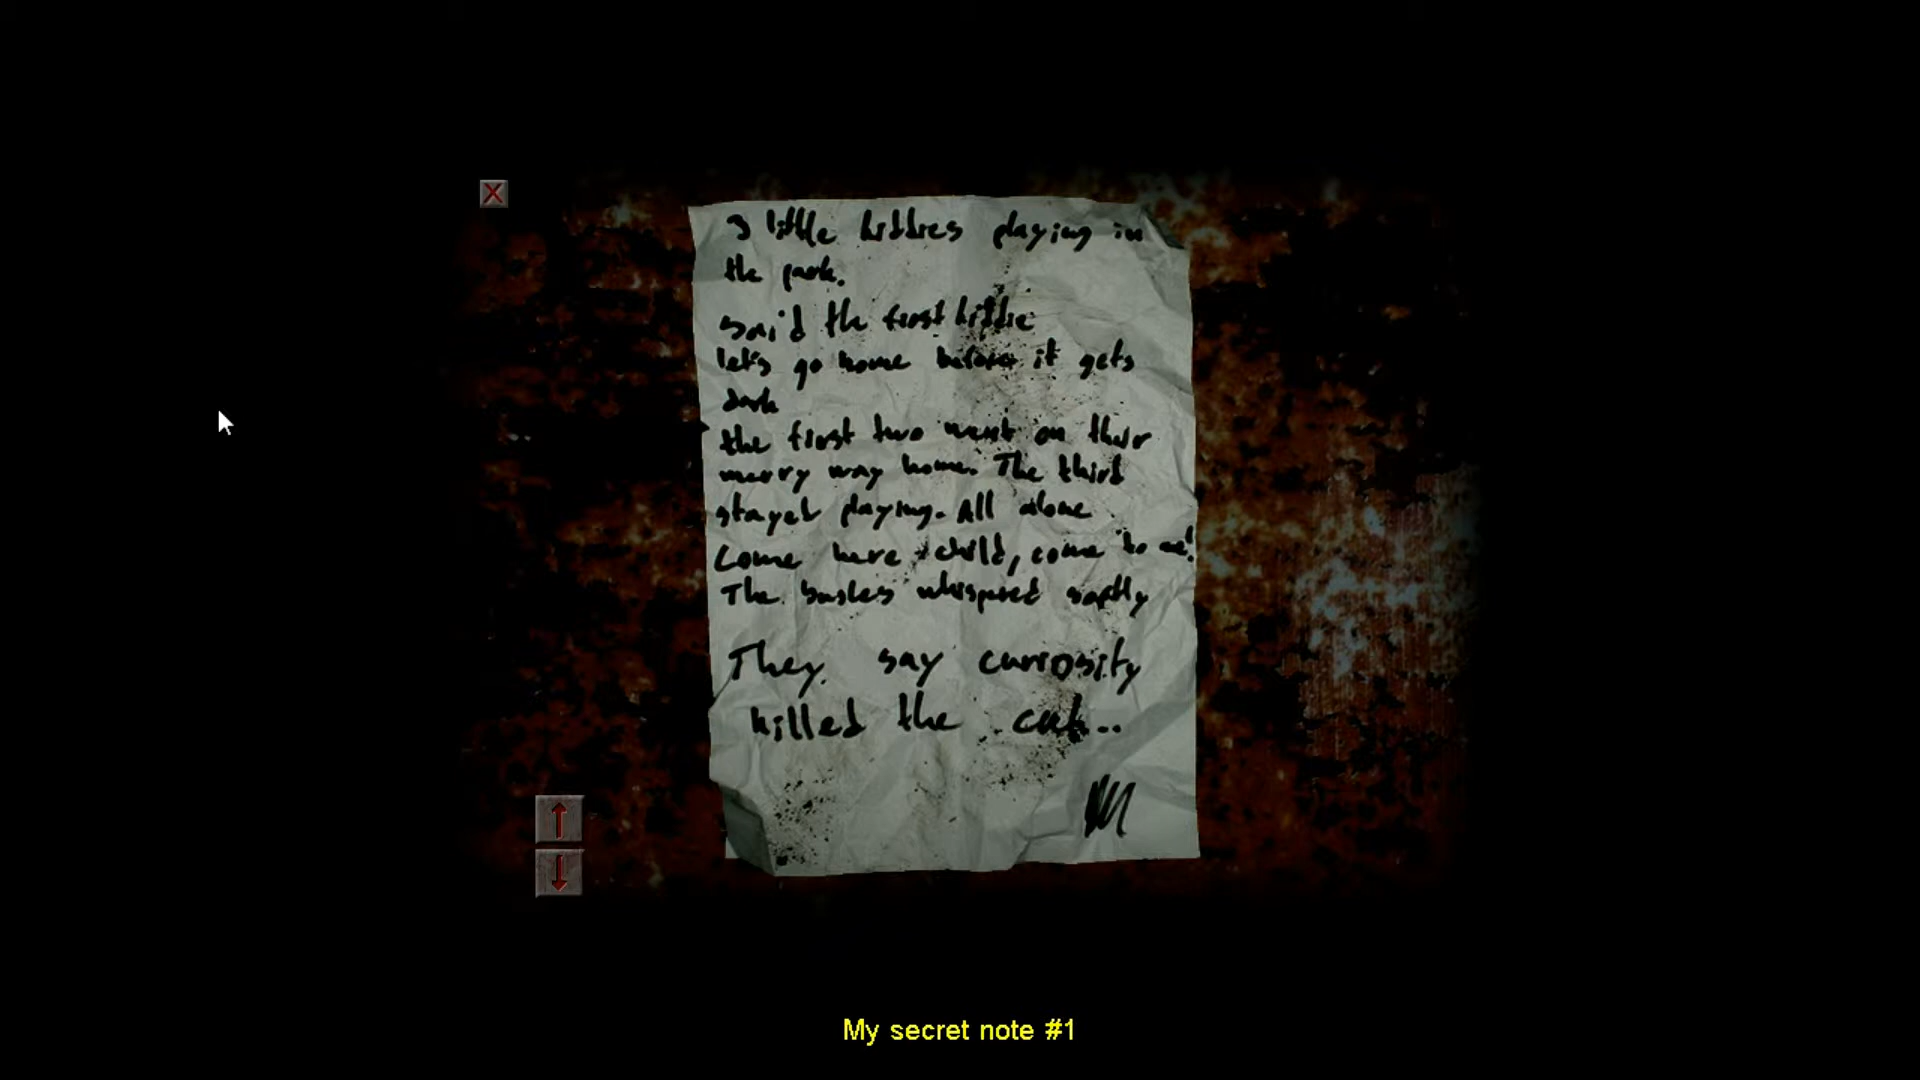 3 little kiddies playing in
the park.
said the first kiddie
let's go home before it gets
dark
the first two went on their
merry way home. The third
stayed playing. All alone
Come here child, come to me!
The bushes whispered softly
They say curiosity
killed the cat..
My secret note #1